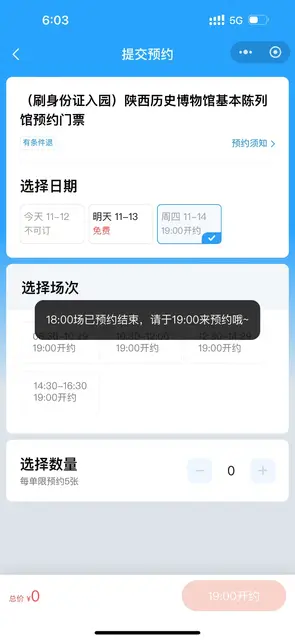 6:03
5G
提交预约
（刷身份证入园）陕西历史博物馆基本陈列
馆预约门票
有条件退
预约须知 >
选择日期
今天 11-12
不可订
明天 11-13
免费
周四 11-14
19:00开约
选择场次
18:00场已预约结束，请于19:00来预约哦~
19:00开约
19:00开约
19:00开约
14:30-16:30
19:00开约
选择数量
每单限预约5张
0
总价 ¥0
19:00开约